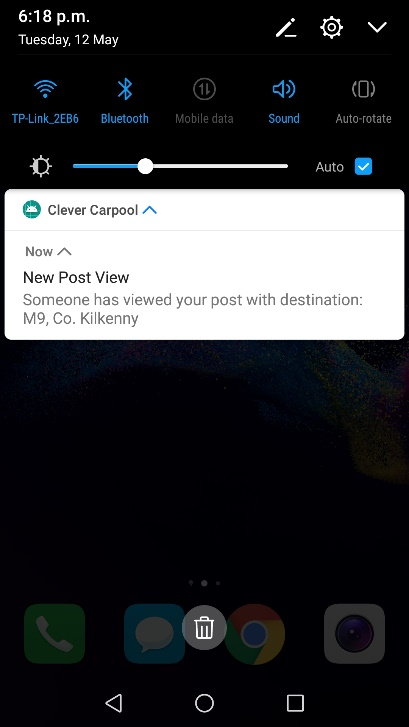 6:18 p.m.
Tuesday, 12 May
TP-Link_2EB6
Bluetooth
Mobile data
Sound
Auto-rotate
Auto
Clever Carpool
Now
New Post View
Someone has viewed your post with destination:
M9, Co. Kilkenny